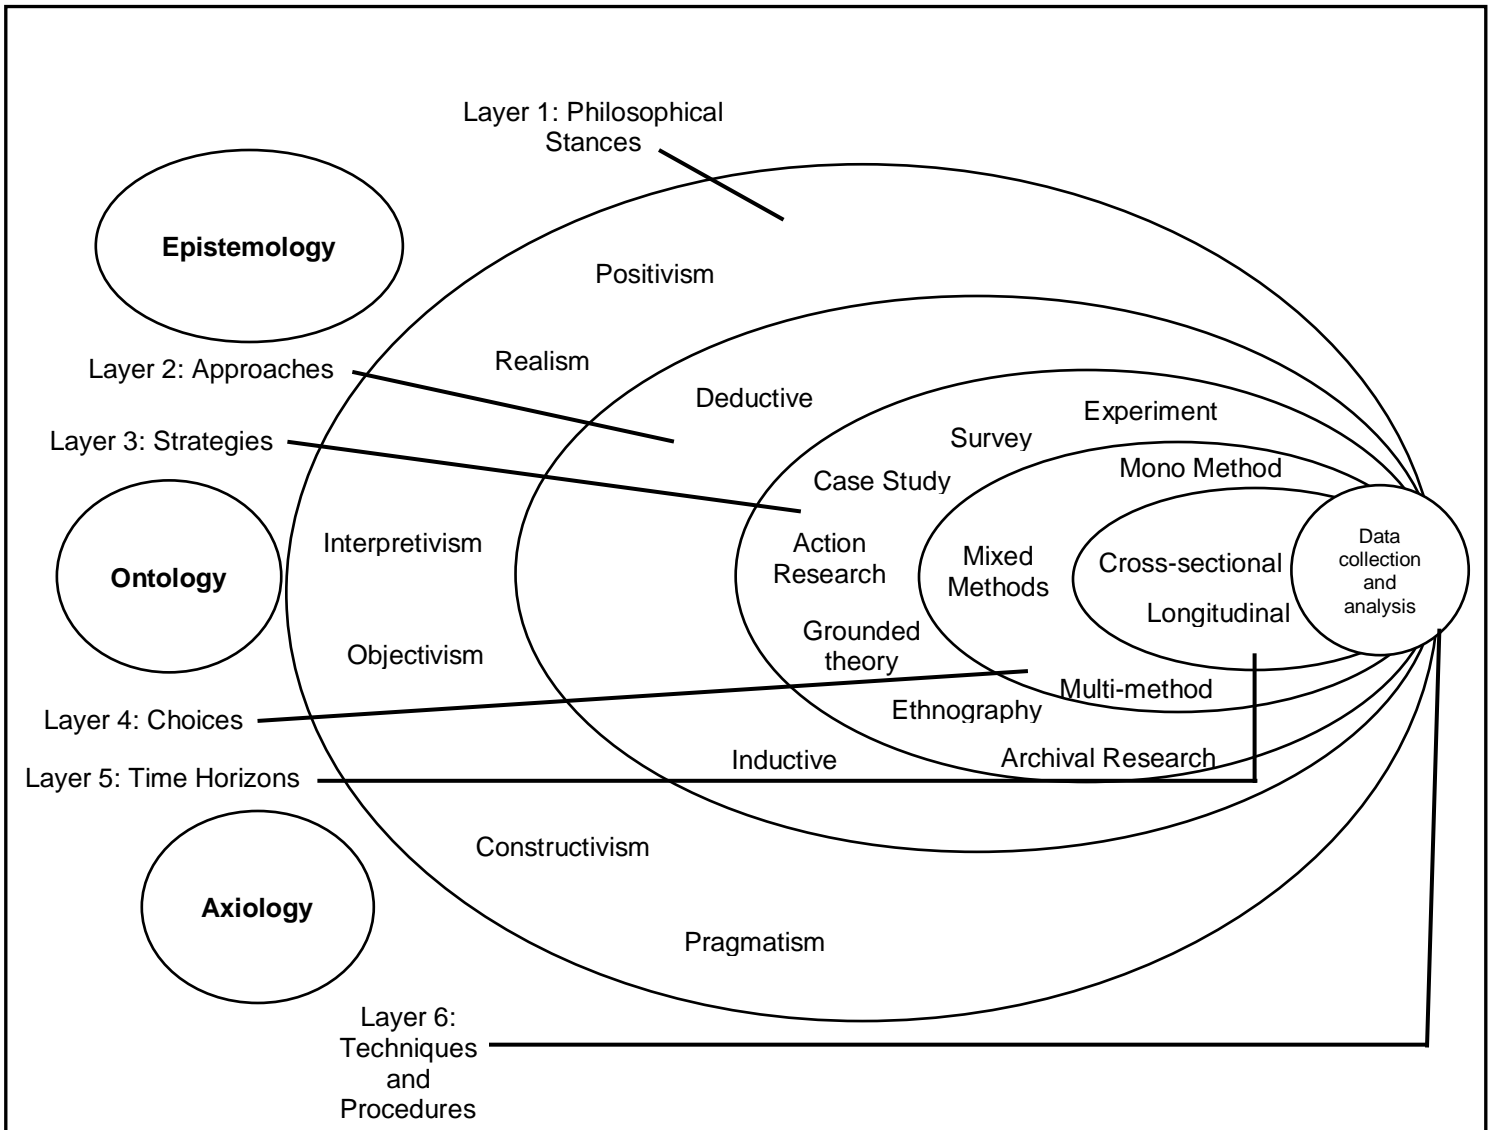 Layer 1: Philosophical
Stances
Epistemology
Positivism
Realism
Layer 2: Approaches
Deductive
Experiment
Layer 3: Strategies
Survey
Mono Method
Case Study
Interpretivism
Action
Research
Mixed
Methods
Cross-sectional
Data
collection
and
analysis
Ontology
Longitudinal
Grounded
theory
Objectivism
Multi-method
Ethnography
Layer 4: Choices
Inductive
Archival Research
Layer 5: Time Horizons
Constructivism
Axiology
Pragmatism
Layer 6:
Techniques
and
Procedures